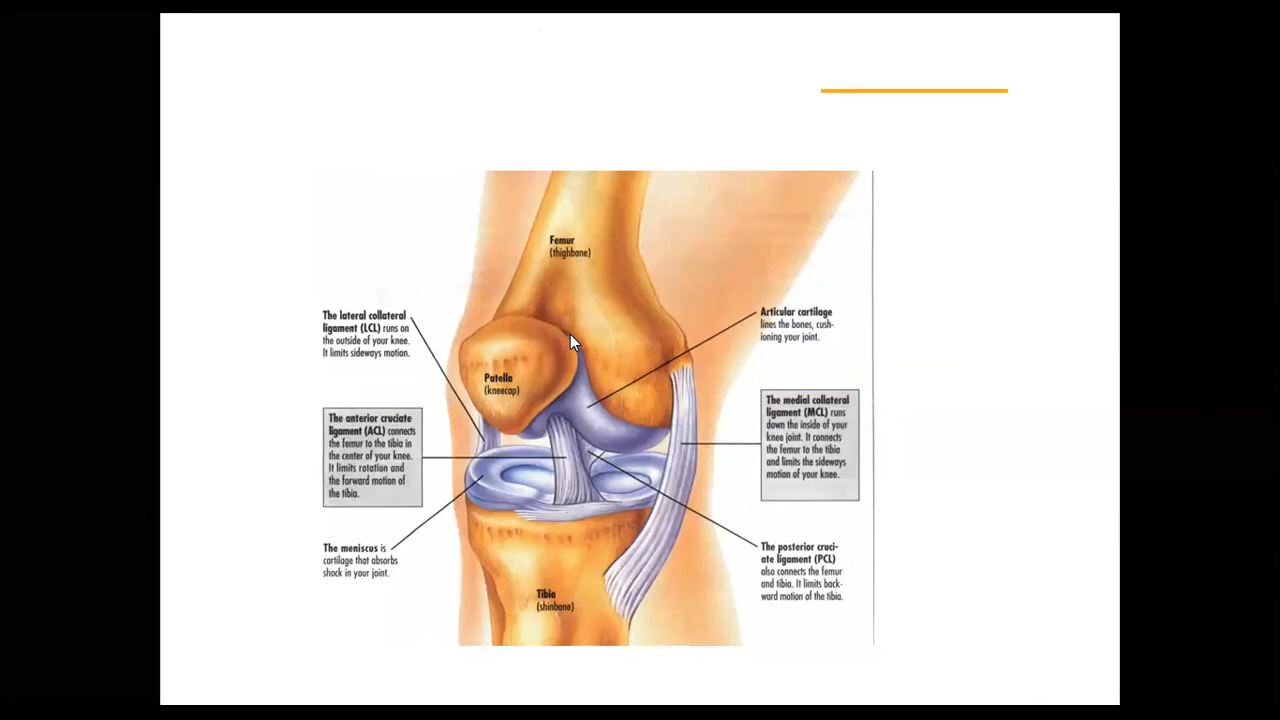 Femur
(thighbone)
The lateral collateral
ligament (LCL) runs on
the outside of your knee.
It limits sideways motion.
Articular cartilage
lines the bones, cush-
ioning your joint.
Patella
(kneecap)
The anterior cruciate
ligament (ACL) connects
the femur to the tibia in
the center of your knee.
It limits rotation and
the forward motion of
the tibia.
The medial collateral
ligament (MCL) runs
down the inside of your
knee joint. It connects
the femur to the tibia
and limits the sideways
motion of your knee.
The meniscus is
cartilage that absorbs
shock in your joint.
The posterior cruci-
ate ligament (PCL)
also connects the femur
and tibia. It limits back-
ward motion of the tibia.
Tibia
(shinbone)